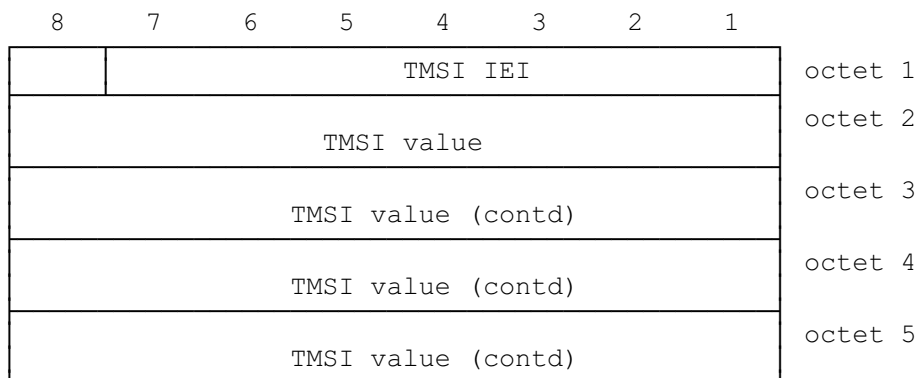 8 7 6 5 4 3 2 1
TMSI IEI octet 1
octet 2
TMSI value
octet 3
TMSI value (contd)
octet 4
TMSI value (contd)
octet 5
TMSI value (contd)